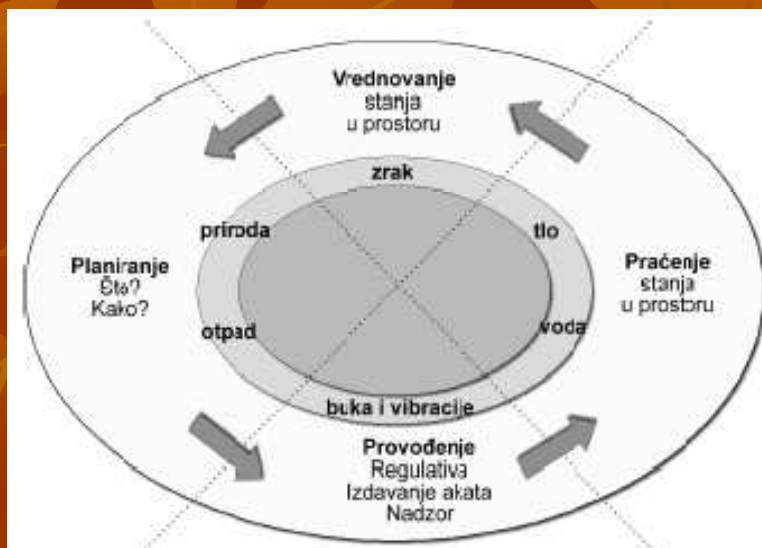 Vrednovanje
stanja
u prostoru
zrak
priroda
tlo
Planiranje
Što?
Kako?
Praćenje
stanja
u prostoru
otpad
voda
buka i vibracije
Provođenje
Regulativa
Izdavanje akata
Nadzor